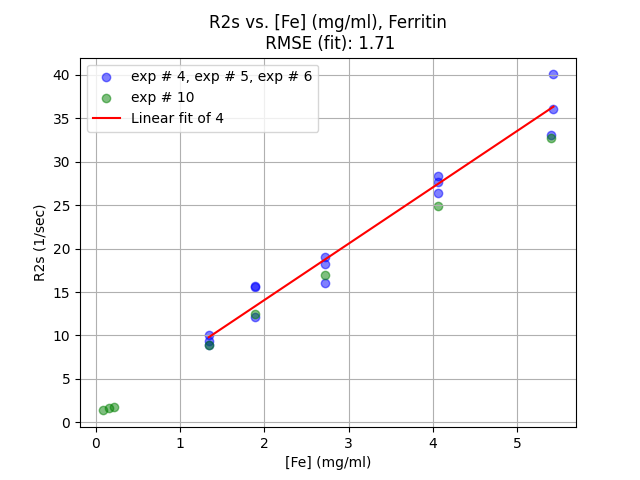 R2s vs. [Fe] (mg/ml), Ferritin
RMSE (fit): 1.71
exp # 4, exp # 5, exp # 6
exp # 10
Linear fit of 4
40
35
30
25
20
15
10
5
0
R2s (1/sec)
0 1 2 3 4 5
[Fe] (mg/ml)